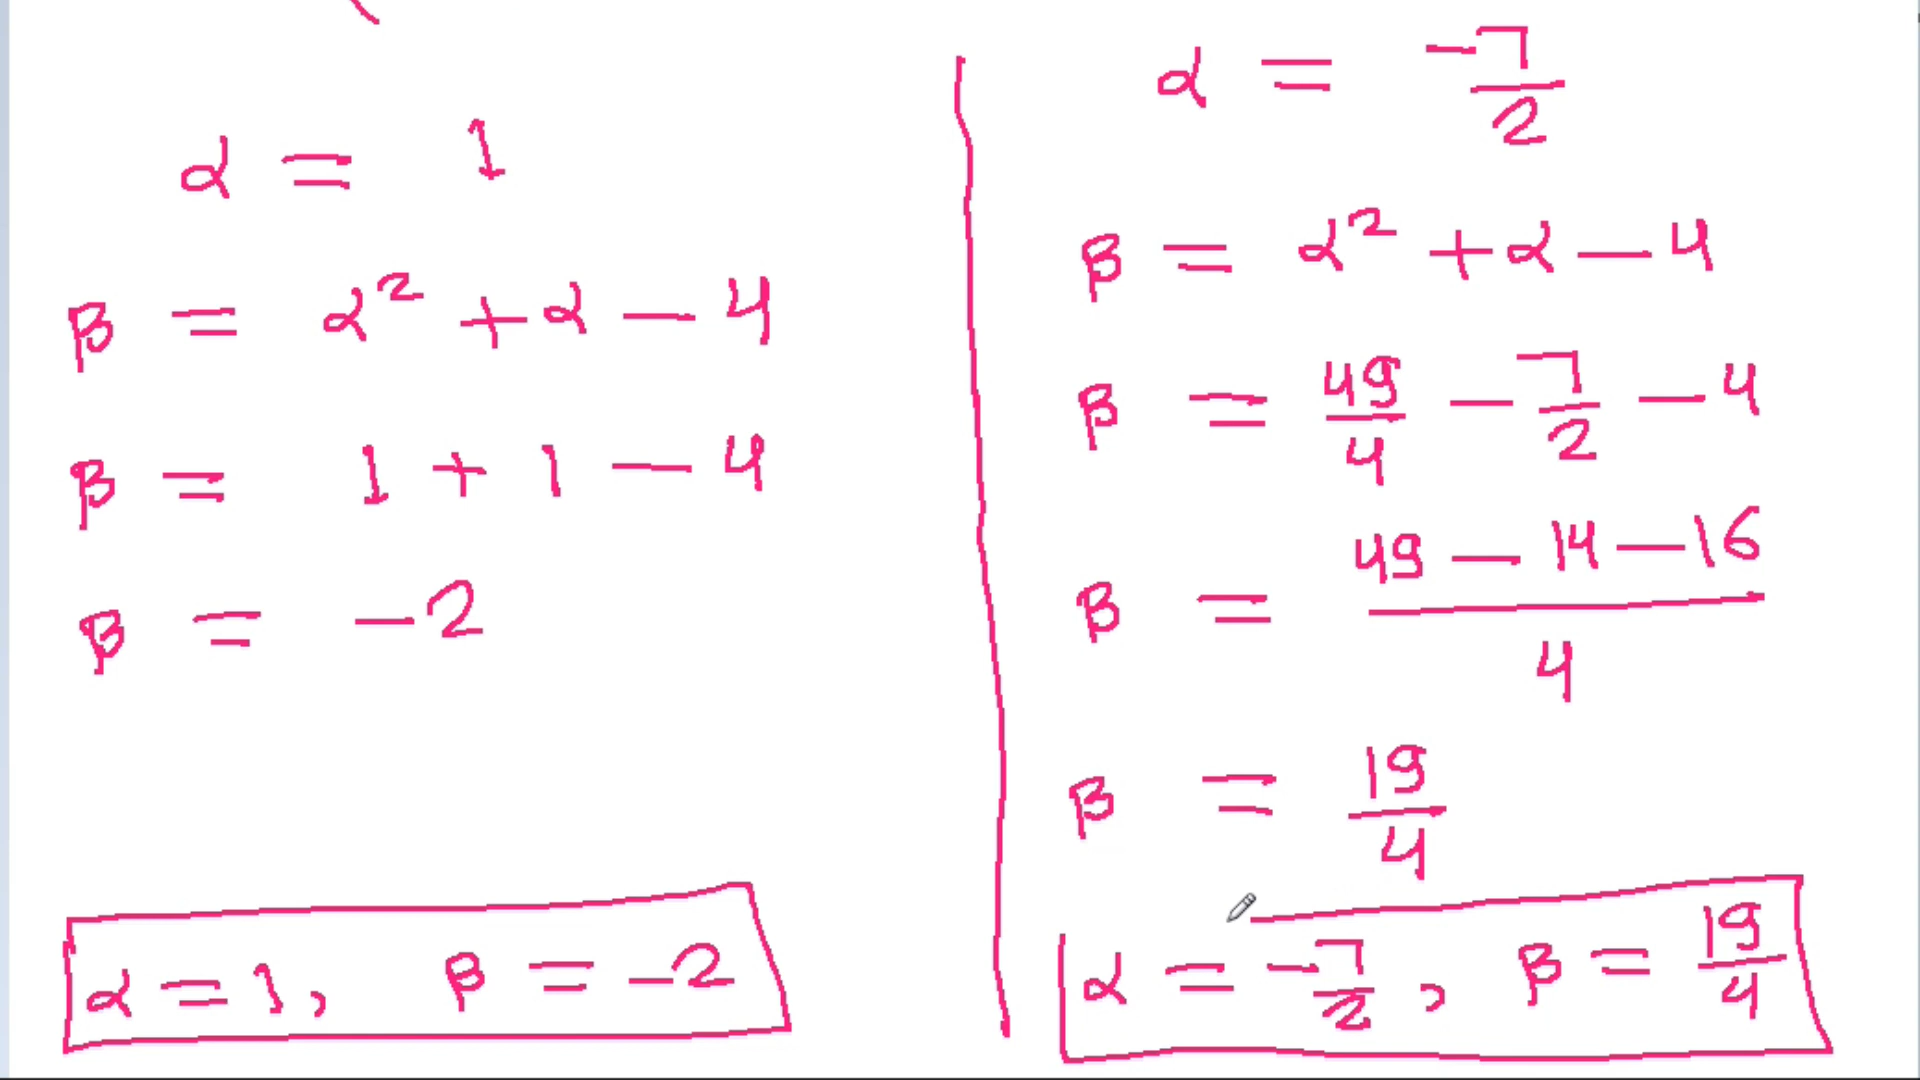 α = 1
β = α² + α - 4
β = 1 + 1 - 4
β = -2
α = 1, β = -2
α = -7/2
β = α² + α - 4
β = 49/4 - 7/2 - 4
β = (49 - 14 - 16)/4
β = 19/4
α = -7/2, β = 19/4